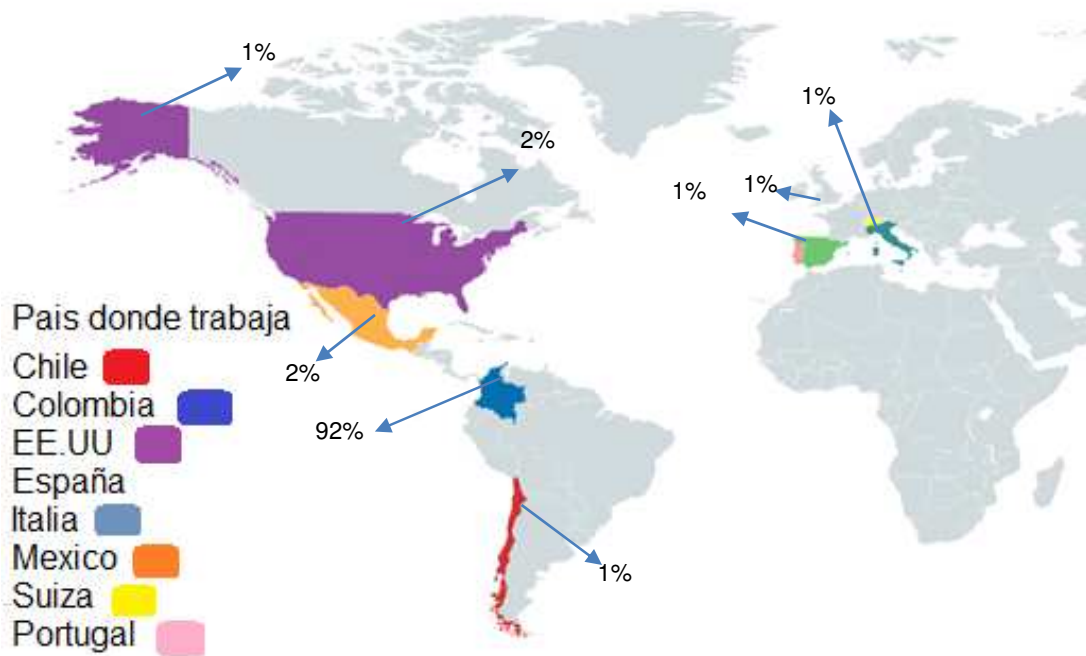 1%
2%
1%
1%
1%
2%
92%
1%
Pais donde trabaja
Chile
Colombia
EE.UU
España
Italia
Mexico
Suiza
Portugal